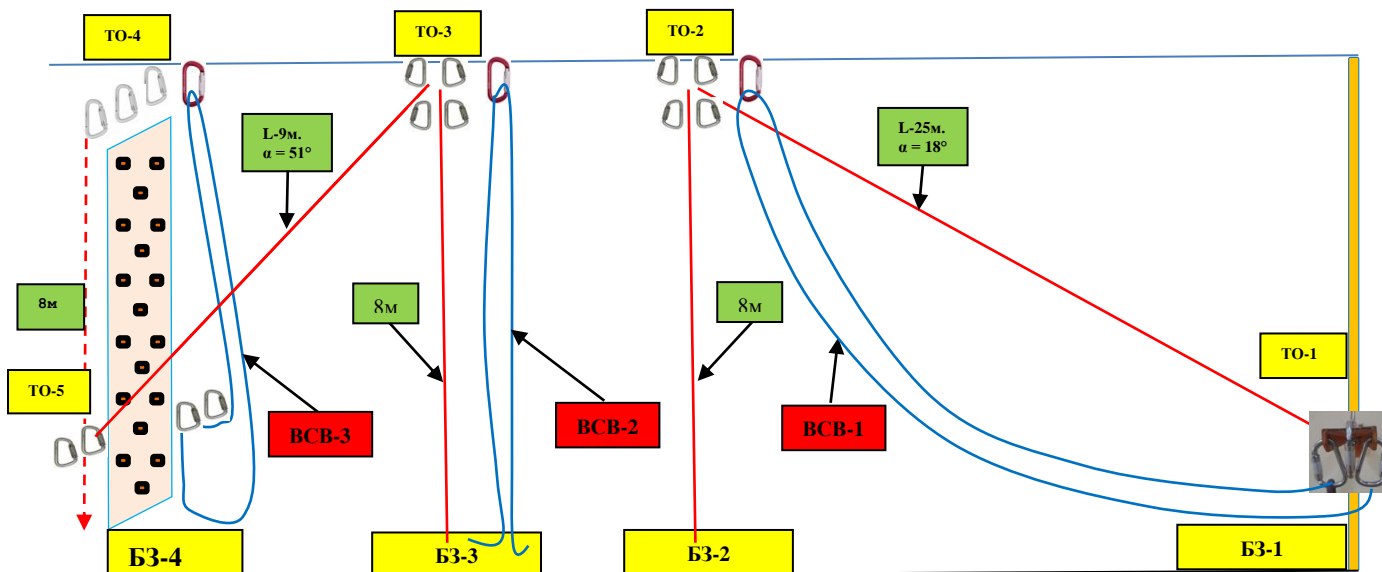 ТО-4
ТО-3
ТО-2
L-9м.
α = 51°
L-25м.
α = 18°
8м
8м
8м
ТО-1
ТО-5
ВСВ-3
ВСВ-2
ВСВ-1
БЗ-4
БЗ-3
БЗ-2
БЗ-1